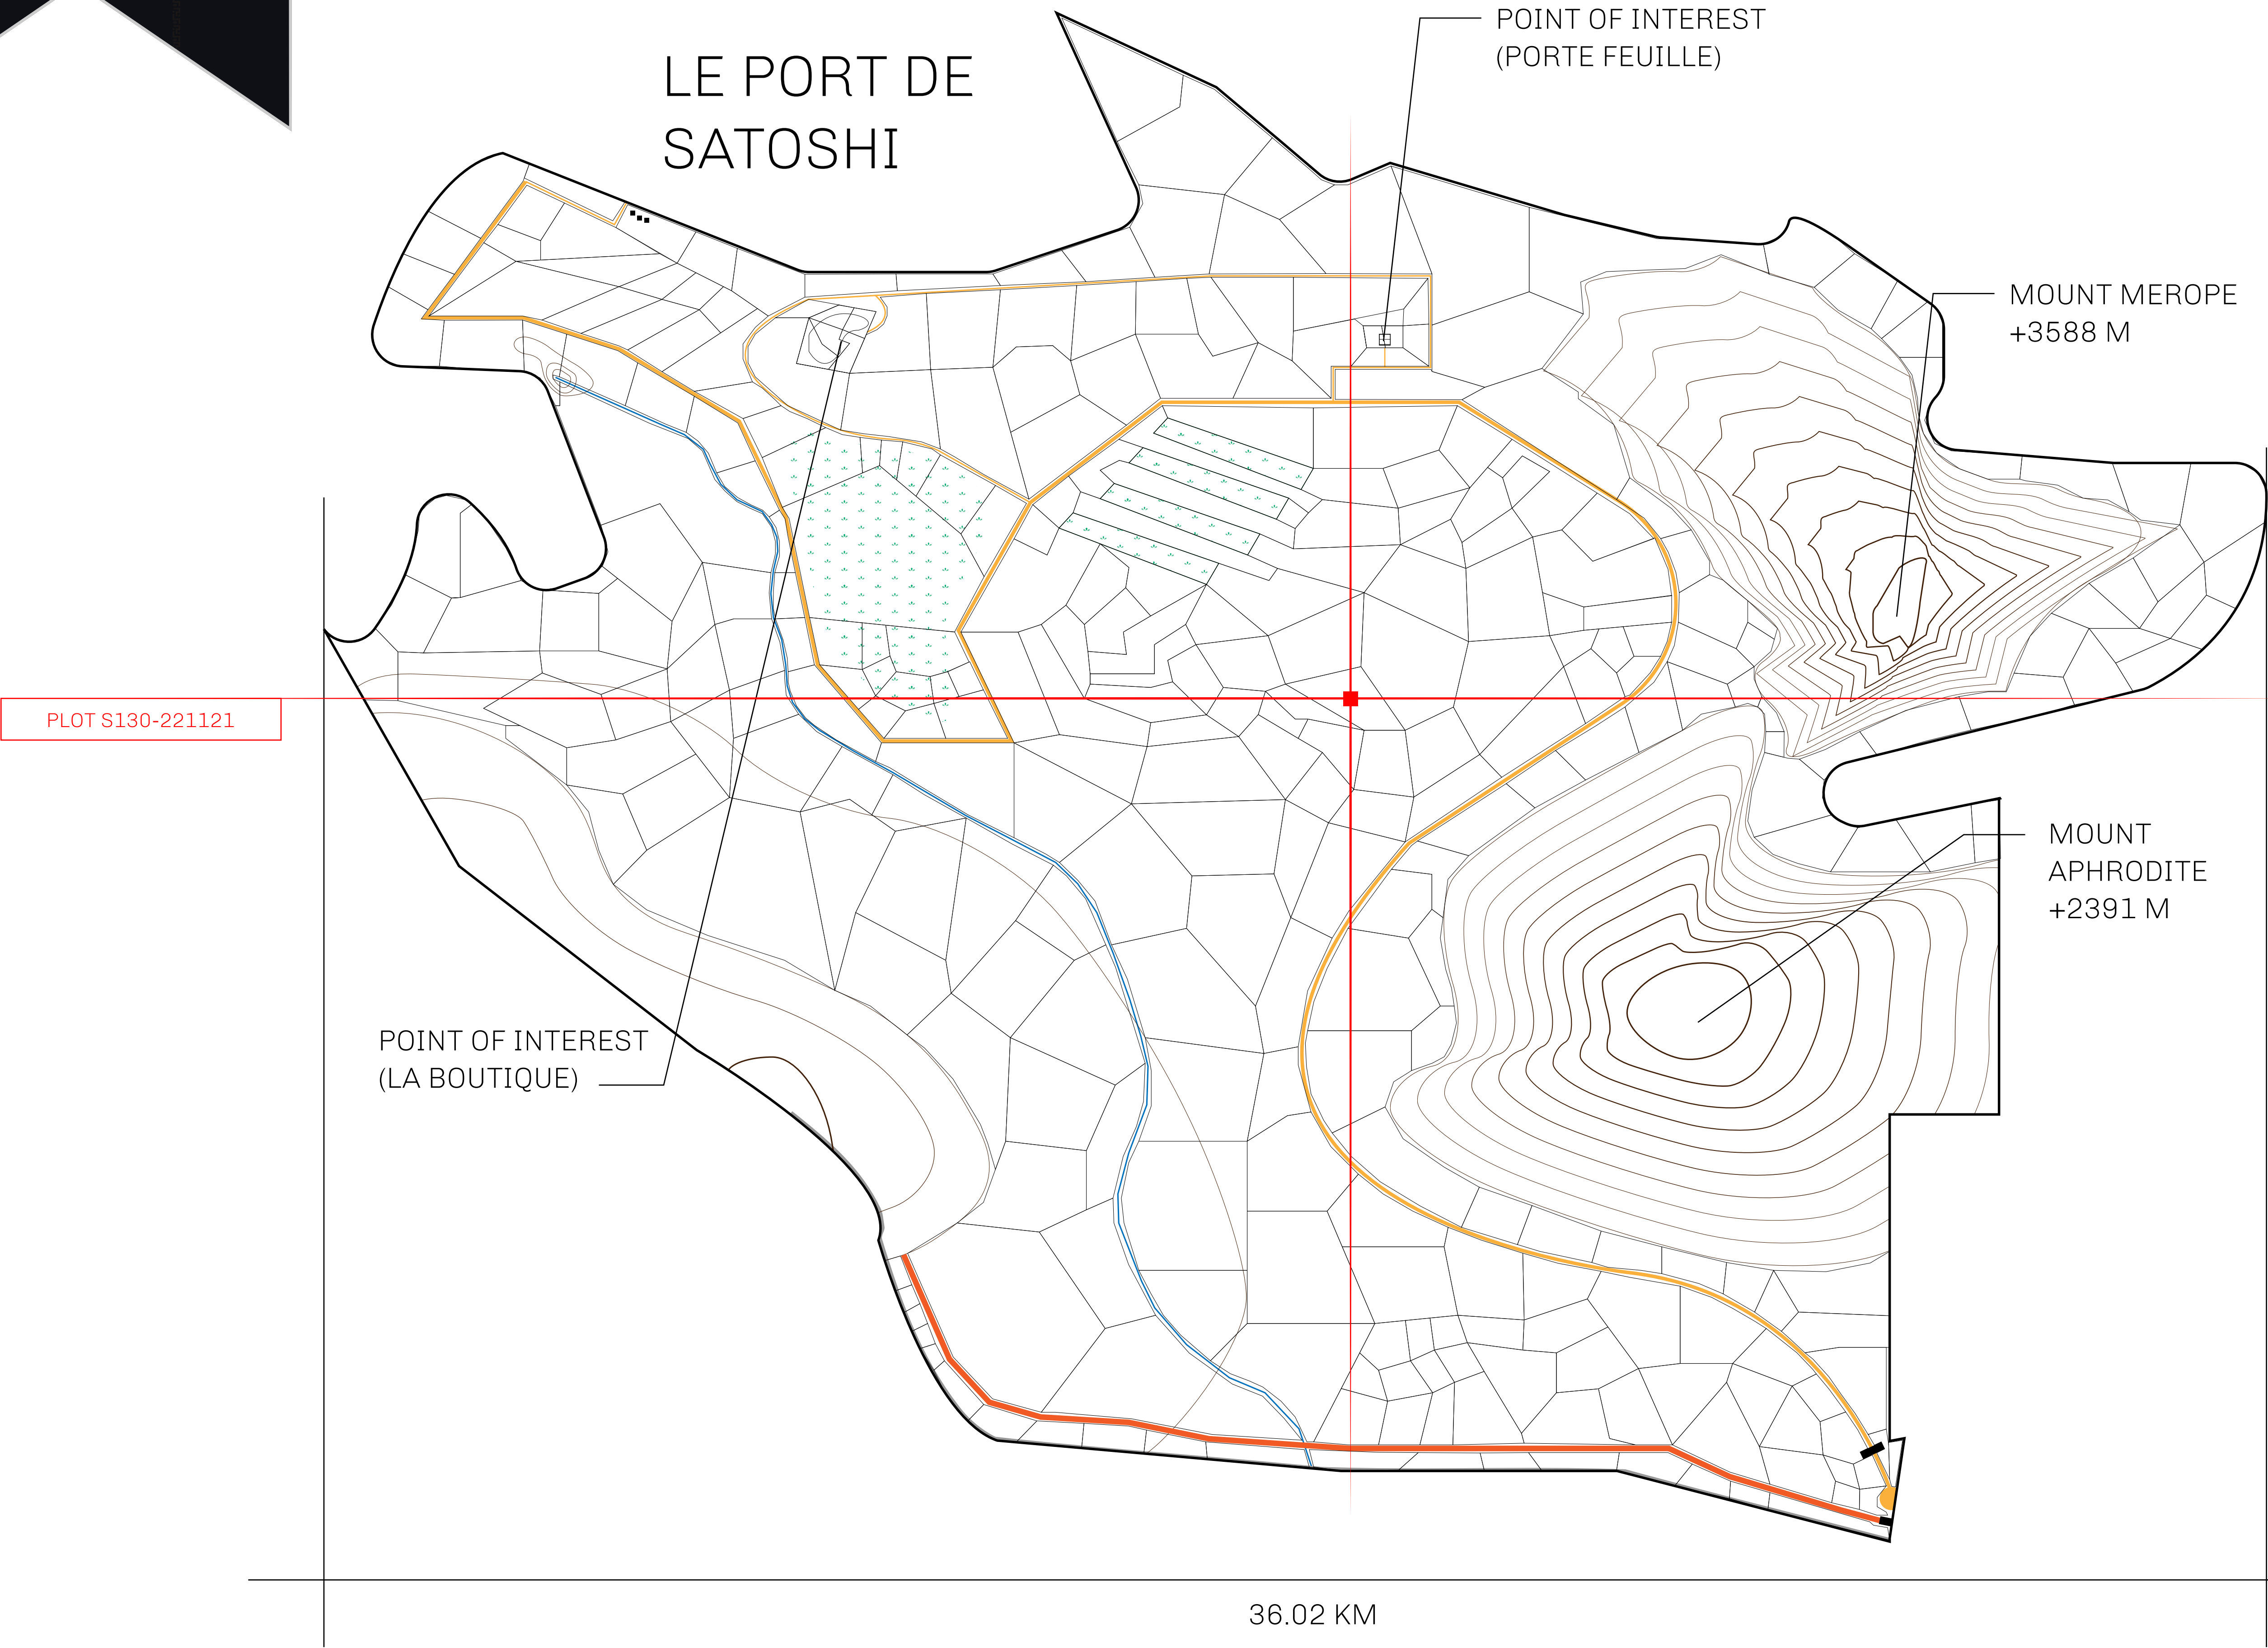 POINT OF INTEREST
(PORTE FEUILLE)
LE PORT DE
SATOSHI
MOUNT MEROPE
+3588 M
PLOT S130-221121
MOUNT
APHRODITE
+2391 M
POINT OF INTEREST
(LA BOUTIQUE)
36.02 KM